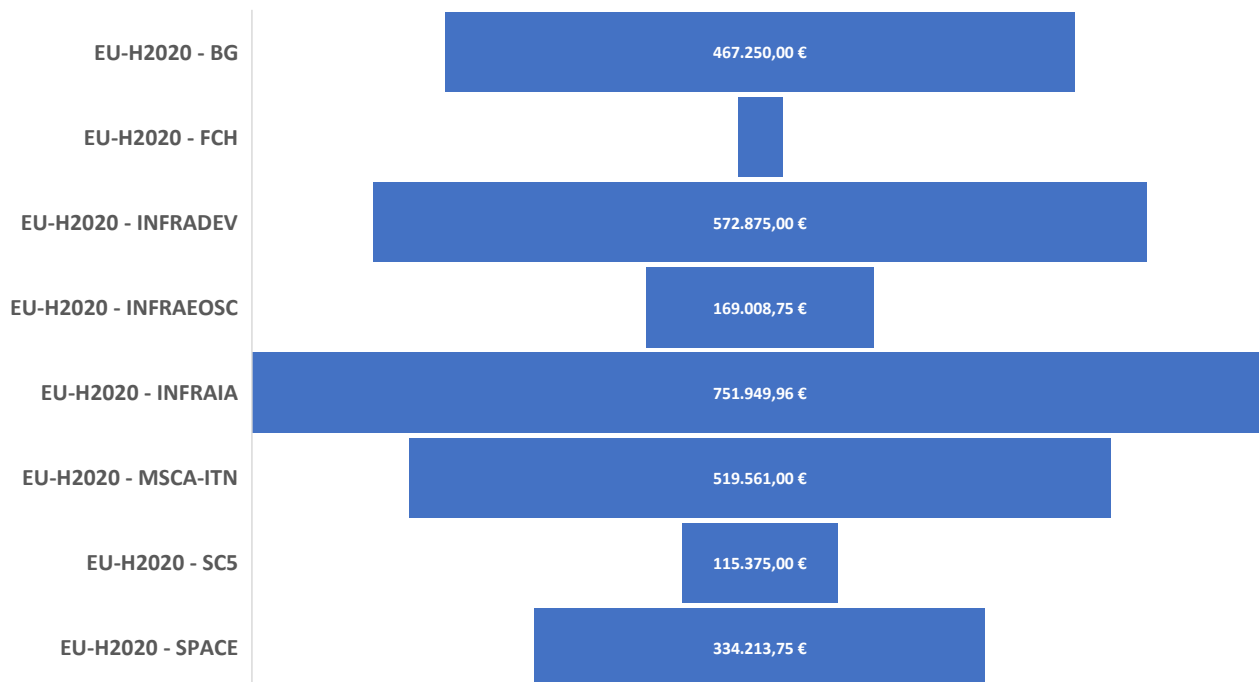 EU-H2020 - BG
467.250,00 €
EU-H2020 - FCH
EU-H2020 - INFRADEV
572.875,00 €
EU-H2020 - INFRAEOSC
169.008,75 €
EU-H2020 - INFRAIA
751.949,96 €
EU-H2020 - MSCA-ITN
519.561,00 €
EU-H2020 - SC5
115.375,00 €
EU-H2020 - SPACE
334.213,75 €